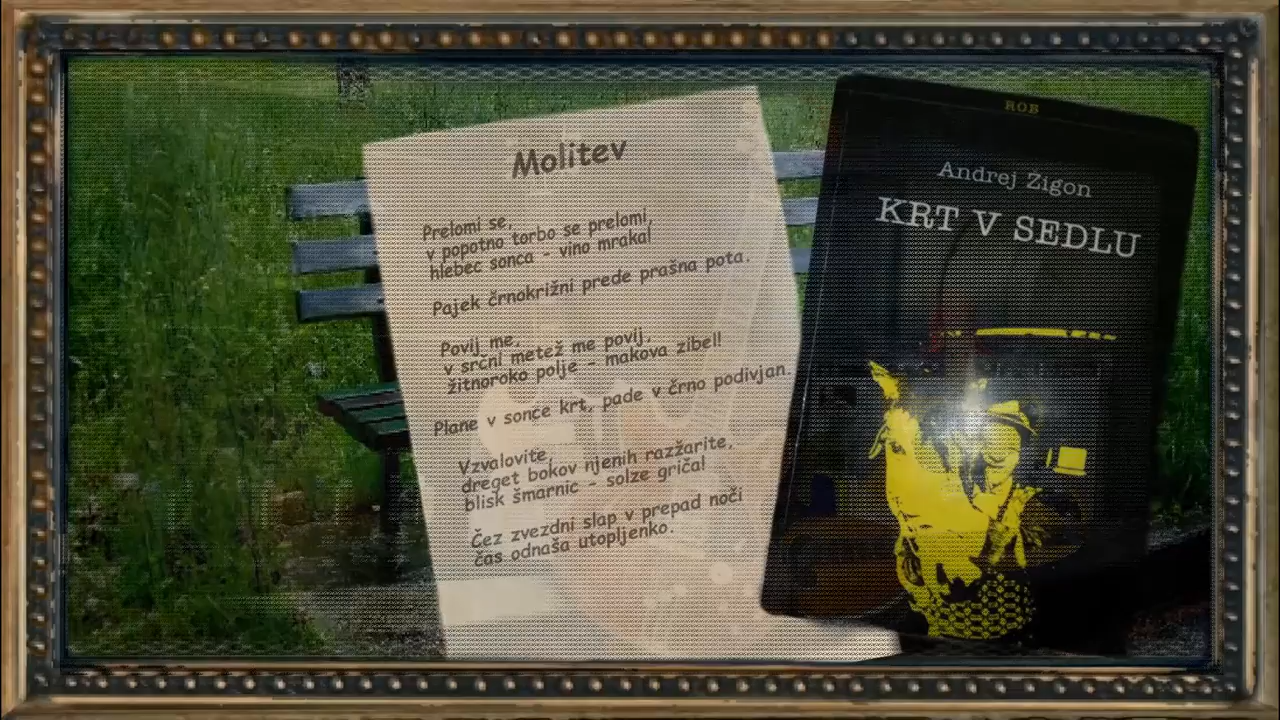 Molitev
Prelomi se,
v popotno torbo se prelomi,
hlebec sonca - vino mraka!
Pajek črnokrižni prede prašna pota.
Povij me,
v srčni metež me povij,
žitnoroko polje - makova zibel!
Plane v sonce krt, pade v črno podivjan.
Vzvalovite,
dreget bokov njenih razžarite,
blisk šmarnic - solze griča!
Čez zvezdni slap v prepad noči
čas odnaša utopljenko.
ROB
Andrej Žigon
KRT V SEDLU